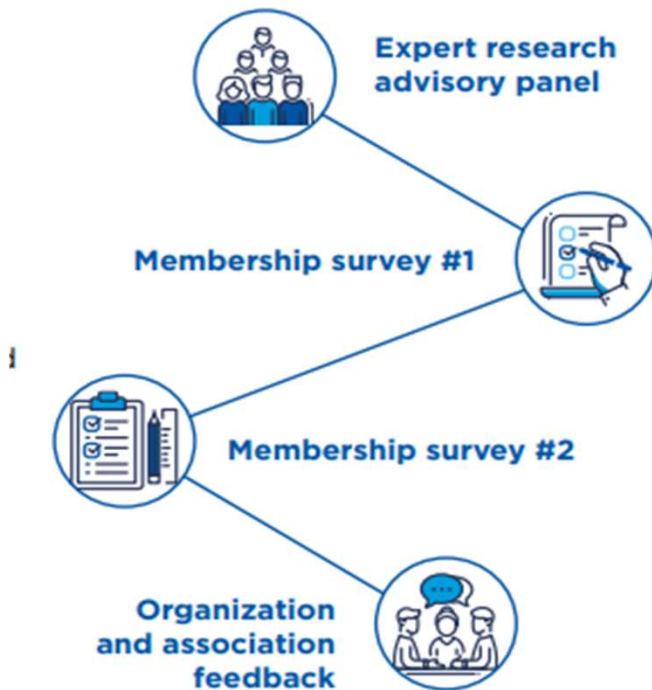 Expert research
advisory panel
Membership survey #1
d
Membership survey #2
Organization
and association
feedback